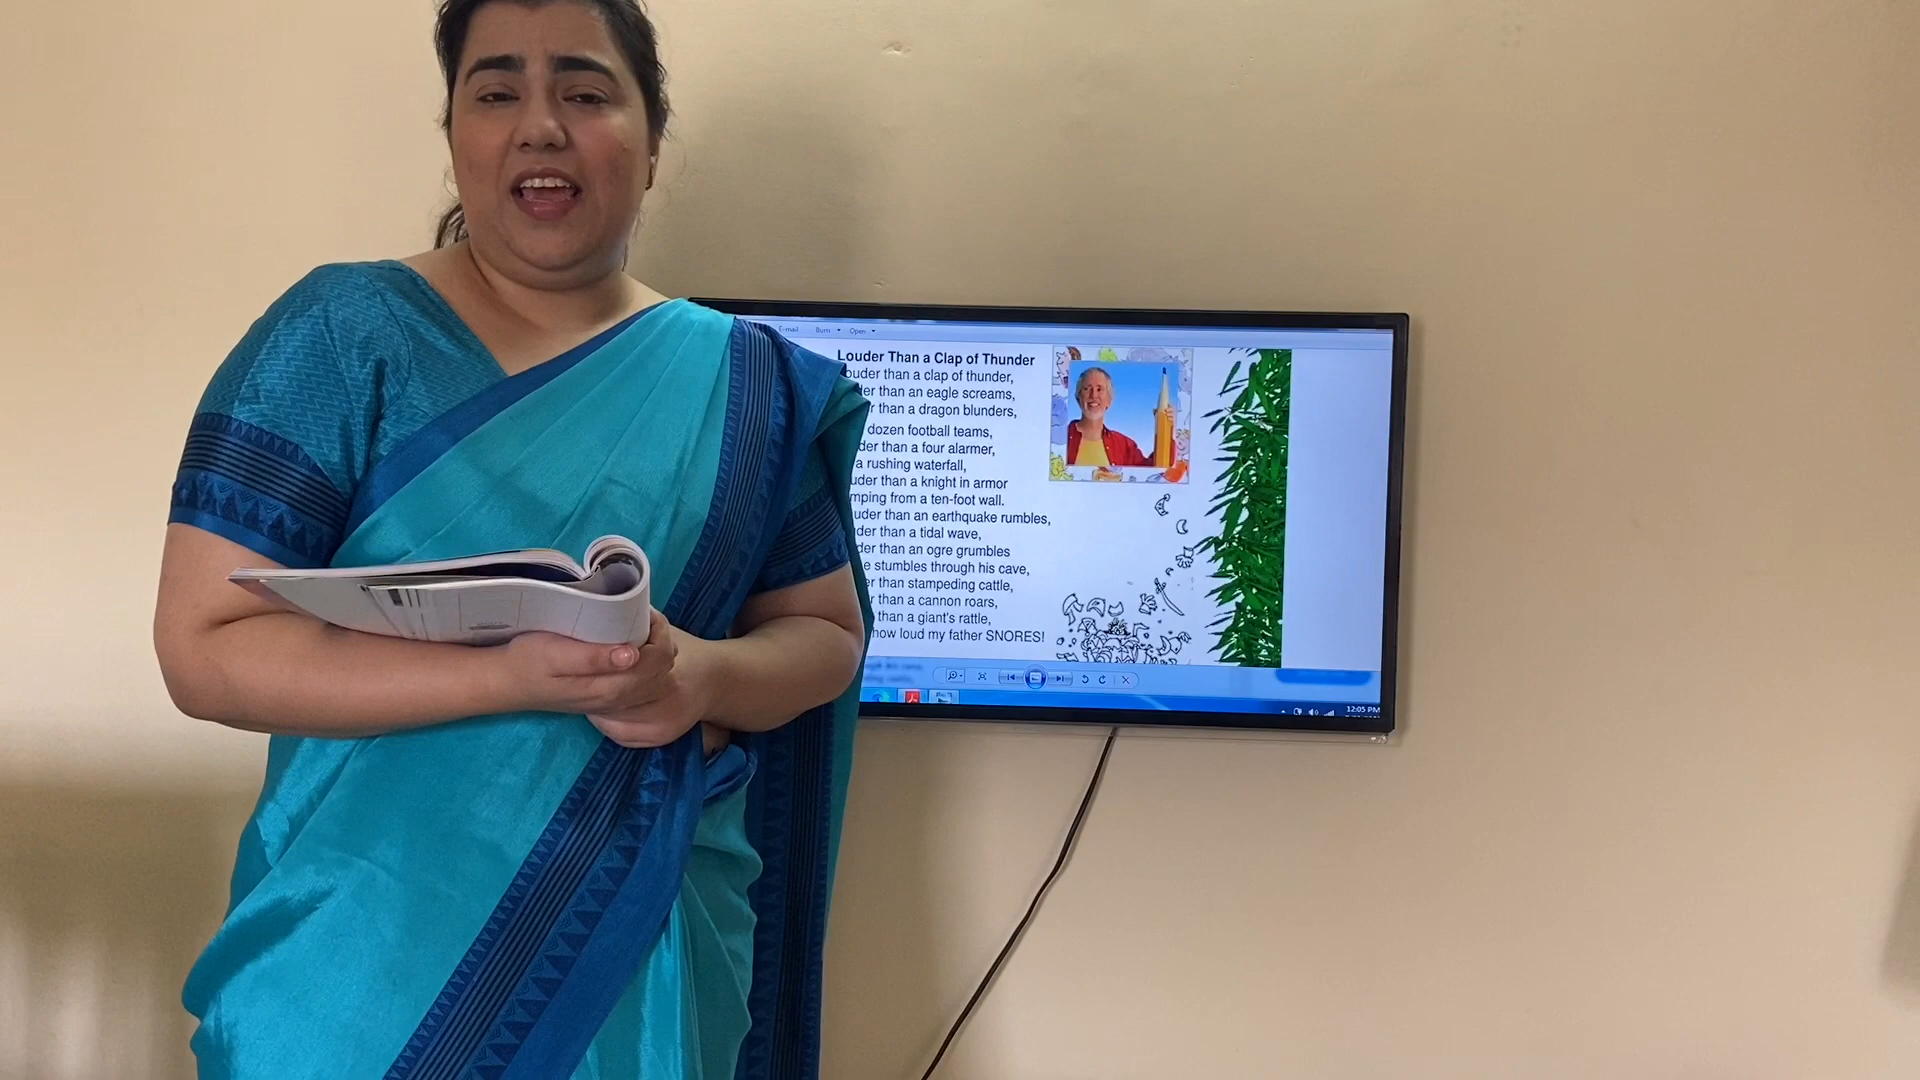 E-mail Burn Open
Louder Than a Clap of Thunder
ouder than a clap of thunder,
der than an eagle screams,
r than a dragon blunders,
dozen football teams,
der than a four alarmer,
a rushing waterfall,
uder than a knight in armor
mping from a ten-foot wall.
uder than an earthquake rumbles,
der than a tidal wave,
der than an ogre grumbles
e stumbles through his cave,
er than stampeding cattle,
r than a cannon roars,
than a giant's rattle,
how loud my father SNORES!
12:05 PM